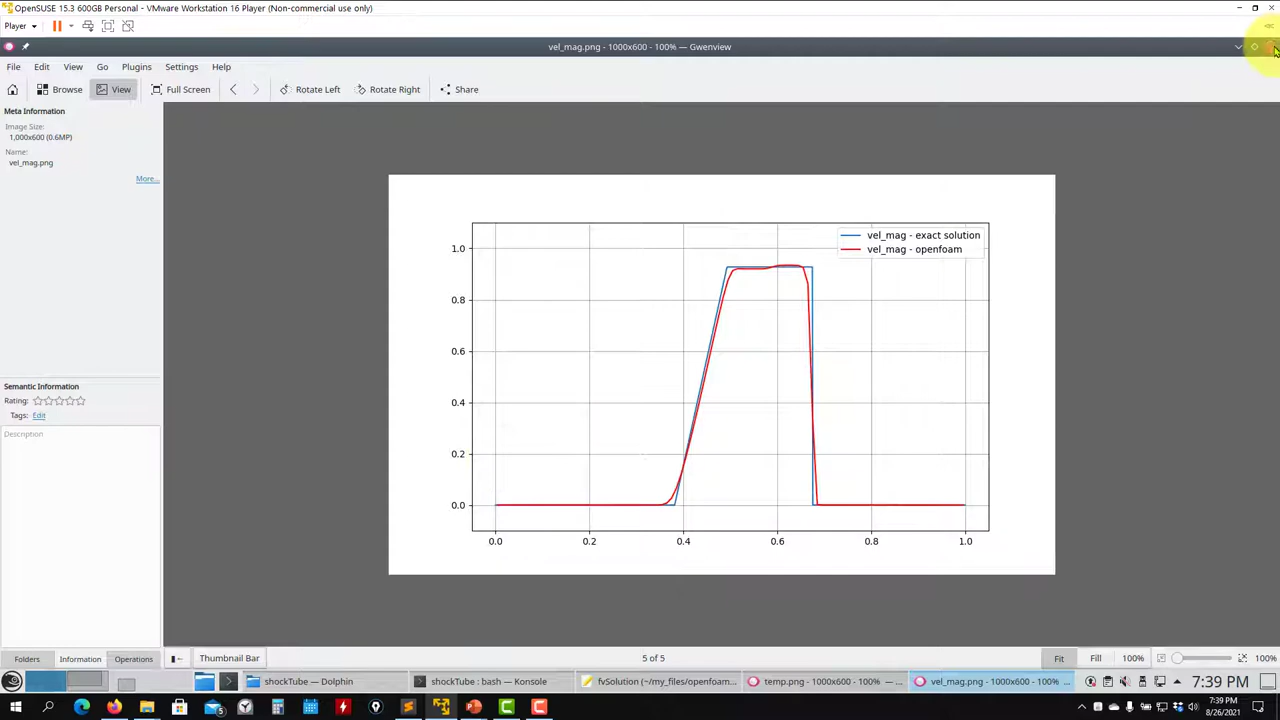 OpenSUSE 15.3 600GB Personal - VMware Workstation 16 Player (Non-commercial use only)
Player
vel_mag.png - 1000x600 - 100% — Gwenview
File Edit View Go Plugins Settings Help
Browse View Full Screen Rotate Left Rotate Right Share
Meta Information
Image Size:
1,000x600 (0.6MP)
Name:
vel_mag.png
More...
vel_mag - exact solution
vel_mag - openfoam
1.0
0.8
0.6
0.4
0.2
0.0
0.0 0.2 0.4 0.6 0.8 1.0
Semantic Information
Rating:
Tags: Edit
Description
Folders Information Operations
Thumbnail Bar
5 of 5
Fit Fill 100% 100%
shockTube — Dolphin
shockTube : bash — Konsole
fvSolution (~/my_files/openfoam...
temp.png - 1000x600 - 100% — ...
vel_mag.png - 1000x600 - 100% ...
7:39 PM
7:39 PM
8/26/2021